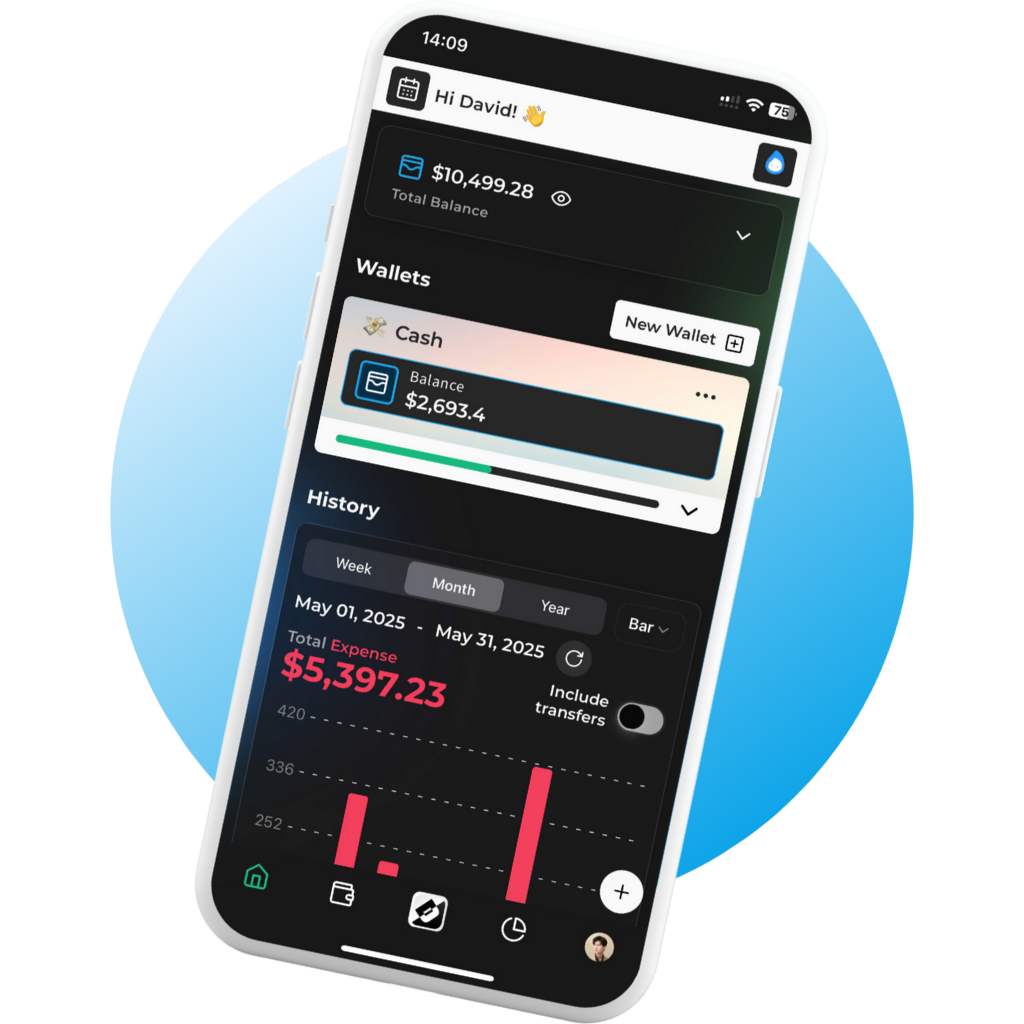 14:09
75
Hi David! 👋
$10,499.28
Total Balance
Wallets
New Wallet
Cash
Balance
$2,693.4
History
Week
Month
Year
Bar
May 01, 2025 - May 31, 2025
Total Expense
$5,397.23
Include
transfers
420
336
252